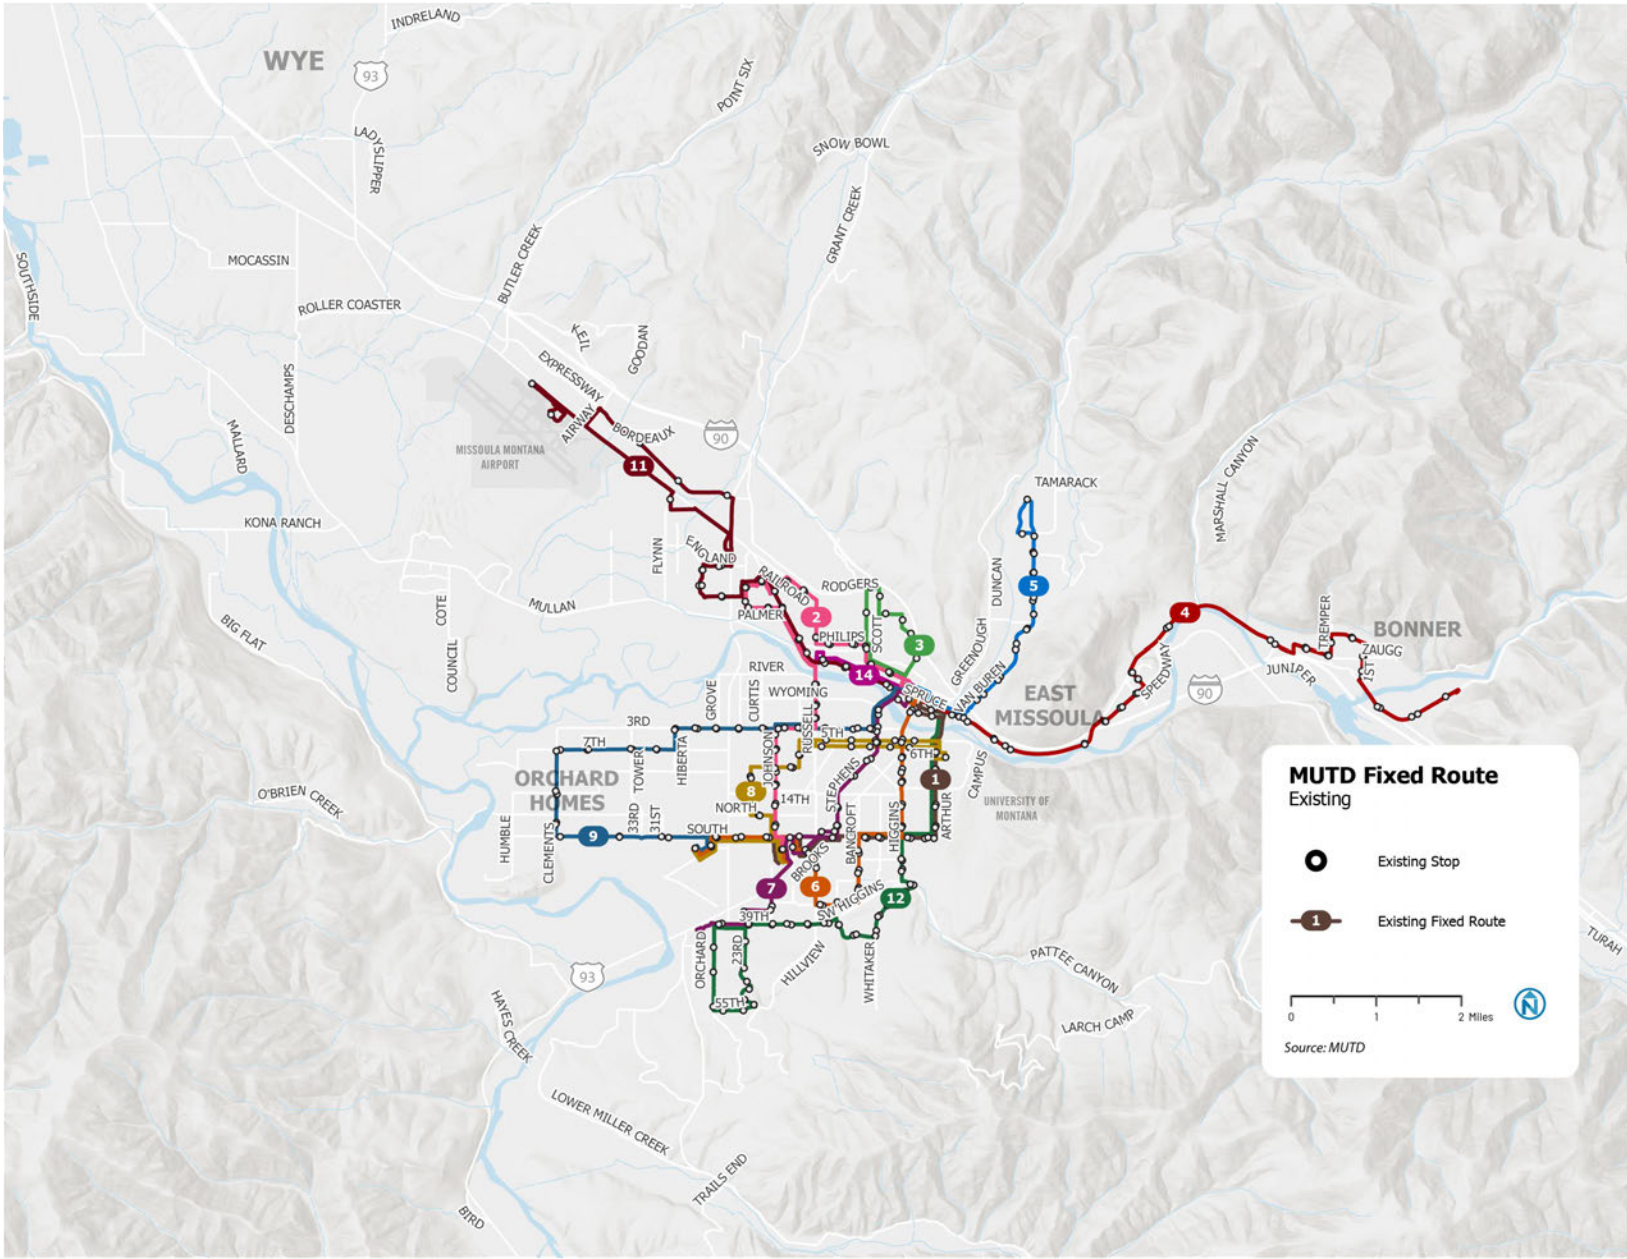 INDRELAND
WYE
93
POINT SIX
LADYSLIPPER
SNOW BOWL
GRANT CREEK
MOCASSIN
BUTLER CREEK
SOUTHSIDE
ROLLER COASTER
KEIL
GOODAN
EXPRESSWAY
DESCHAMPS
AIRWAY
BORDEAUX
90
MALLARD
MISSOULA MONTANA
AIRPORT
11
MARSHALL CANYON
TAMARACK
KONA RANCH
FLYNN
ENGLAND
RAILROAD
RODGERS
DUNCAN
5
COTE
MULLAN
PALMER
2
PHILIPS
SCOTT
3
4
TREMPER
BONNER
BIG FLAT
COUNCIL
GREENOUGH
ZAUGG
RIVER
14
SPEEDWAY
JUNIPER
1ST
90
GROVE
CURTIS
WYOMING
SPRUCE
VAN BUREN
EAST
MISSOULA
3RD
RUSSELL
5TH
7TH
TOWER
HIBERTA
JOHNSON
6TH
CAMPUS
ORCHARD
HOMES
8
STEPHENS
1
MUTD Fixed Route
Existing
O'BRIEN CREEK
14TH
NORTH
UNIVERSITY OF
MONTANA
HUMBLE
CLEMENTS
9
33RD
31ST
SOUTH
BANCROFT
HIGGINS
ARTHUR
BROOKS
Existing Stop
7
6
SW HIGGINS
12
39TH
1
Existing Fixed Route
ORCHARD
23RD
HILLVIEW
WHITAKER
PATTEE CANYON
TURAH
93
55TH
HAYES CREEK
LARCH CAMP
0 1 2 Miles
N
Source: MUTD
LOWER MILLER CREEK
TRAILS END
BIRD